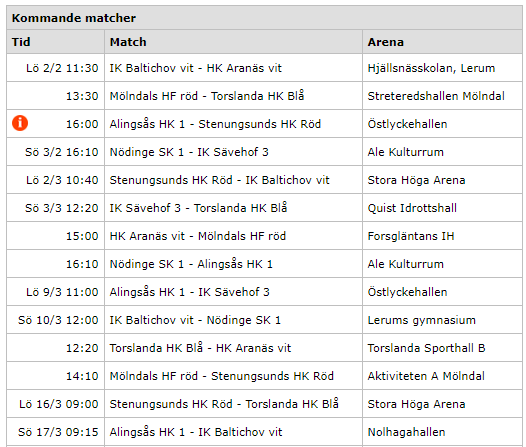 Kommande matcher
Tid Match Arena
Lö 2/2 11:30 IK Baltichov vit - HK Aranäs vit Hjällsnässkolan, Lerum
13:30 Mölndals HF röd - Torslanda HK Blå Streteredshallen Mölndal
16:00 Alingsås HK 1 - Stenungsunds HK Röd Östlyckehallen
Sö 3/2 16:10 Nödinge SK 1 - IK Sävehof 3 Ale Kulturrum
Lö 2/3 10:40 Stenungsunds HK Röd - IK Baltichov vit Stora Höga Arena
Sö 3/3 12:20 IK Sävehof 3 - Torslanda HK Blå Quist Idrottshall
15:00 HK Aranäs vit - Mölndals HF röd Forsgläntans IH
16:10 Nödinge SK 1 - Alingsås HK 1 Ale Kulturrum
Lö 9/3 11:00 Alingsås HK 1 - IK Sävehof 3 Östlyckehallen
Sö 10/3 12:00 IK Baltichov vit - Nödinge SK 1 Lerums gymnasium
12:20 Torslanda HK Blå - HK Aranäs vit Torslanda Sporthall B
14:10 Mölndals HF röd - Stenungsunds HK Röd Aktiviteten A Mölndal
Lö 16/3 09:00 Stenungsunds HK Röd - Torslanda HK Blå Stora Höga Arena
Sö 17/3 09:15 Alingsås HK 1 - IK Baltichov vit Nolhagahallen